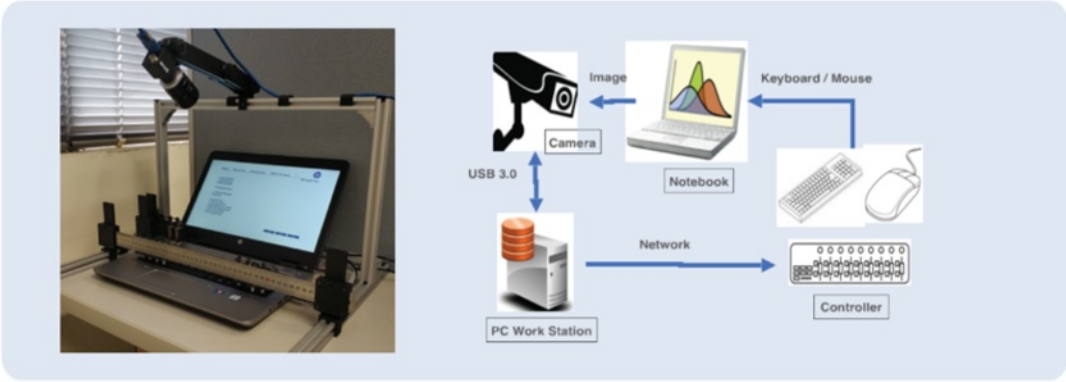 Image
Keyboard / Mouse
Camera
Notebook
USB 3.0
Network
PC Work Station
Controller